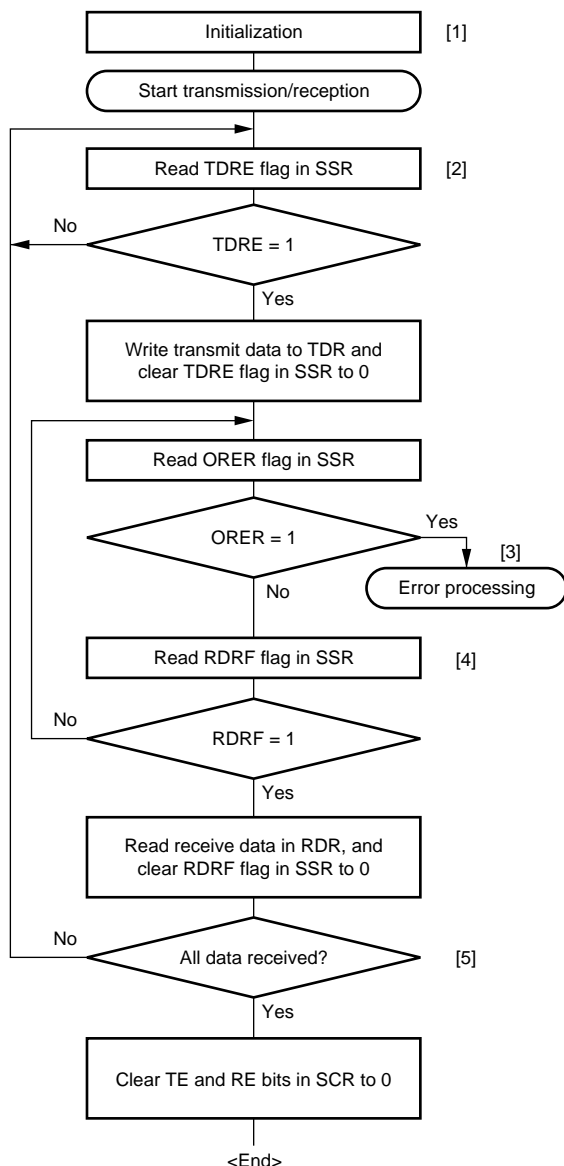 Initialization
[1]
Start transmission/reception
Read TDRE flag in SSR
[2]
No
TDRE = 1
Yes
Write transmit data to TDR and
clear TDRE flag in SSR to 0
Read ORER flag in SSR
Yes
ORER = 1
[3]
Error processing
No
Read RDRF flag in SSR
[4]
No
RDRF = 1
Yes
Read receive data in RDR, and
clear RDRF flag in SSR to 0
No
All data received?
[5]
Yes
Clear TE and RE bits in SCR to 0
<End>